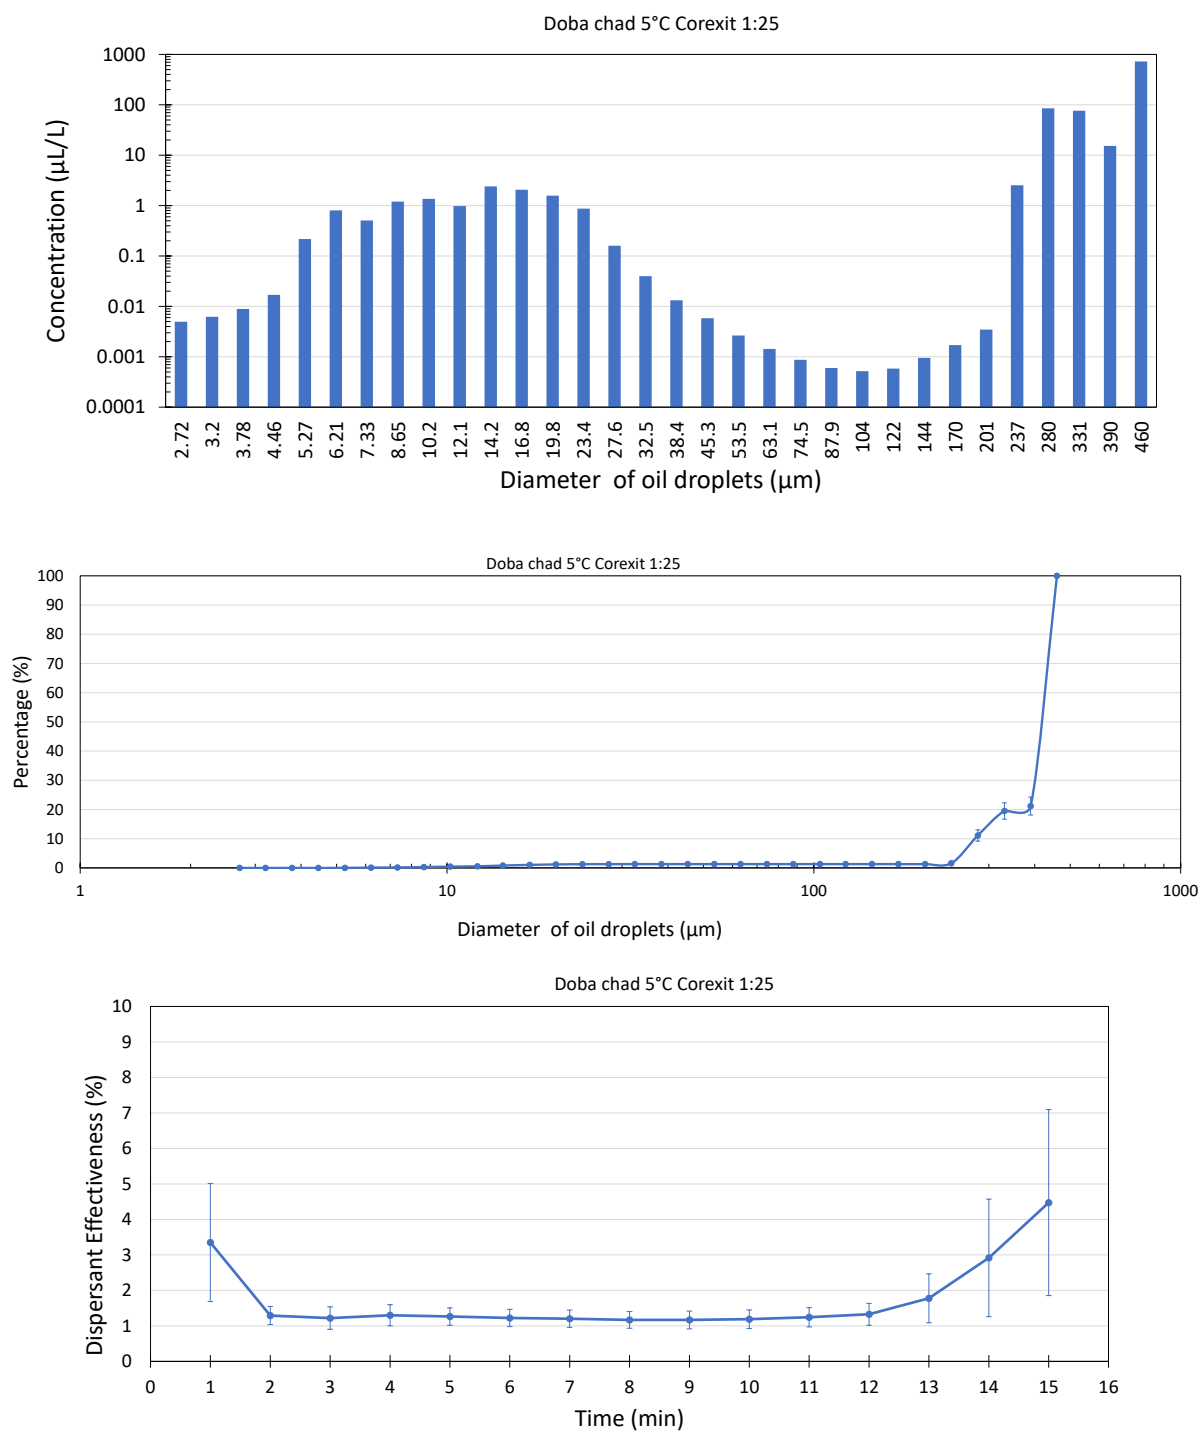 Doba chad 5°C Corexit 1:25
Concentration (µL/L)
1000
100
10
1
0.1
0.01
0.001
0.0001
2.72 3.2 3.78 4.46 5.27 6.21 7.33 8.65 10.2 12.1 14.2 16.8 19.8 23.4 27.6 32.5 38.4 45.3 53.5 63.1 74.5 87.9 104 122 144 170 201 237 280 331 390 460
Diameter of oil droplets (µm)
Doba chad 5°C Corexit 1:25
Percentage (%)
100
90
80
70
60
50
40
30
20
10
0
1 10 100 1000
Diameter of oil droplets (µm)
Doba chad 5°C Corexit 1:25
Dispersant Effectiveness (%)
10
9
8
7
6
5
4
3
2
1
0
0 1 2 3 4 5 6 7 8 9 10 11 12 13 14 15 16
Time (min)